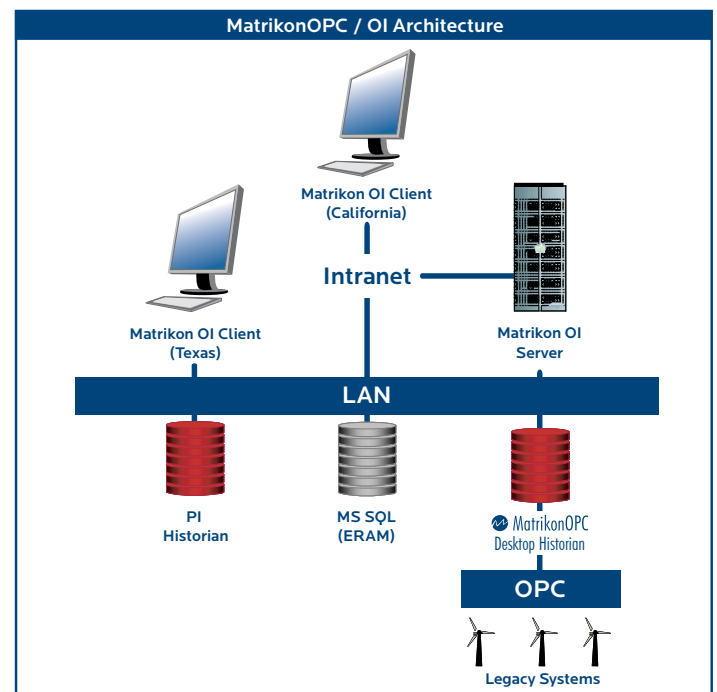 MatrikonOPC / OI Architecture
Matrikon OI Client
(California)
Intranet
Matrikon OI Client
(Texas)
Matrikon OI
Server
LAN
PI
Historian
MS SQL
(ERAM)
MatrikonOPC
Desktop Historian
OPC
Legacy Systems